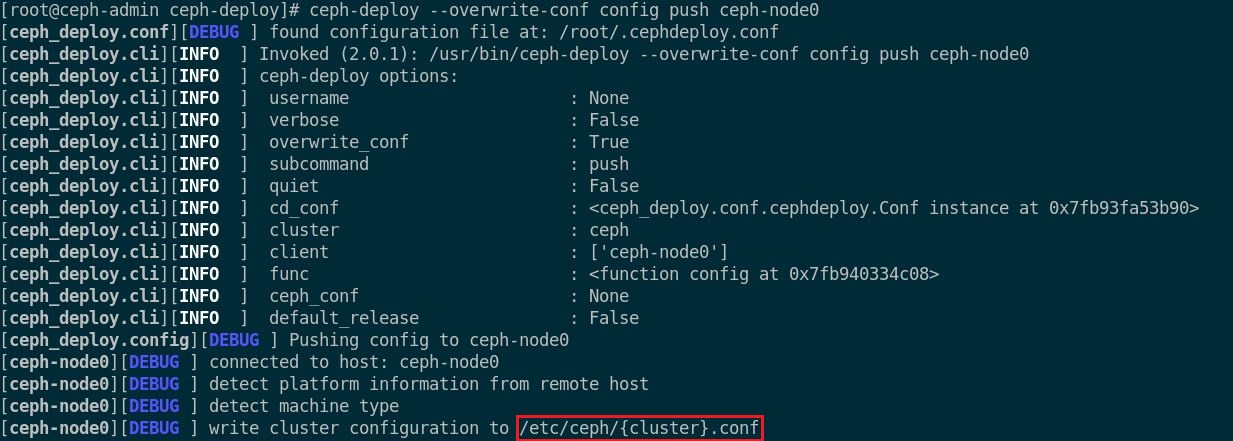 [root@ceph-admin ceph-deploy]# ceph-deploy --overwrite-conf config push ceph-node0
[ceph_deploy.conf][DEBUG ] found configuration file at: /root/.cephdeploy.conf
[ceph_deploy.cli][INFO  ] Invoked (2.0.1): /usr/bin/ceph-deploy --overwrite-conf config push ceph-node0
[ceph_deploy.cli][INFO  ] ceph-deploy options:
[ceph_deploy.cli][INFO  ]  username                      : None
[ceph_deploy.cli][INFO  ]  verbose                       : False
[ceph_deploy.cli][INFO  ]  overwrite_conf                : True
[ceph_deploy.cli][INFO  ]  subcommand                    : push
[ceph_deploy.cli][INFO  ]  quiet                         : False
[ceph_deploy.cli][INFO  ]  cd_conf                       : <ceph_deploy.conf.cephdeploy.Conf instance at 0x7fb93fa53b90>
[ceph_deploy.cli][INFO  ]  cluster                       : ceph
[ceph_deploy.cli][INFO  ]  client                        : ['ceph-node0']
[ceph_deploy.cli][INFO  ]  func                          : <function config at 0x7fb940334c08>
[ceph_deploy.cli][INFO  ]  ceph_conf                     : None
[ceph_deploy.cli][INFO  ]  default_release               : False
[ceph_deploy.config][DEBUG ] Pushing config to ceph-node0
[ceph-node0][DEBUG ] connected to host: ceph-node0
[ceph-node0][DEBUG ] detect platform information from remote host
[ceph-node0][DEBUG ] detect machine type
[ceph-node0][DEBUG ] write cluster configuration to /etc/ceph/{cluster}.conf